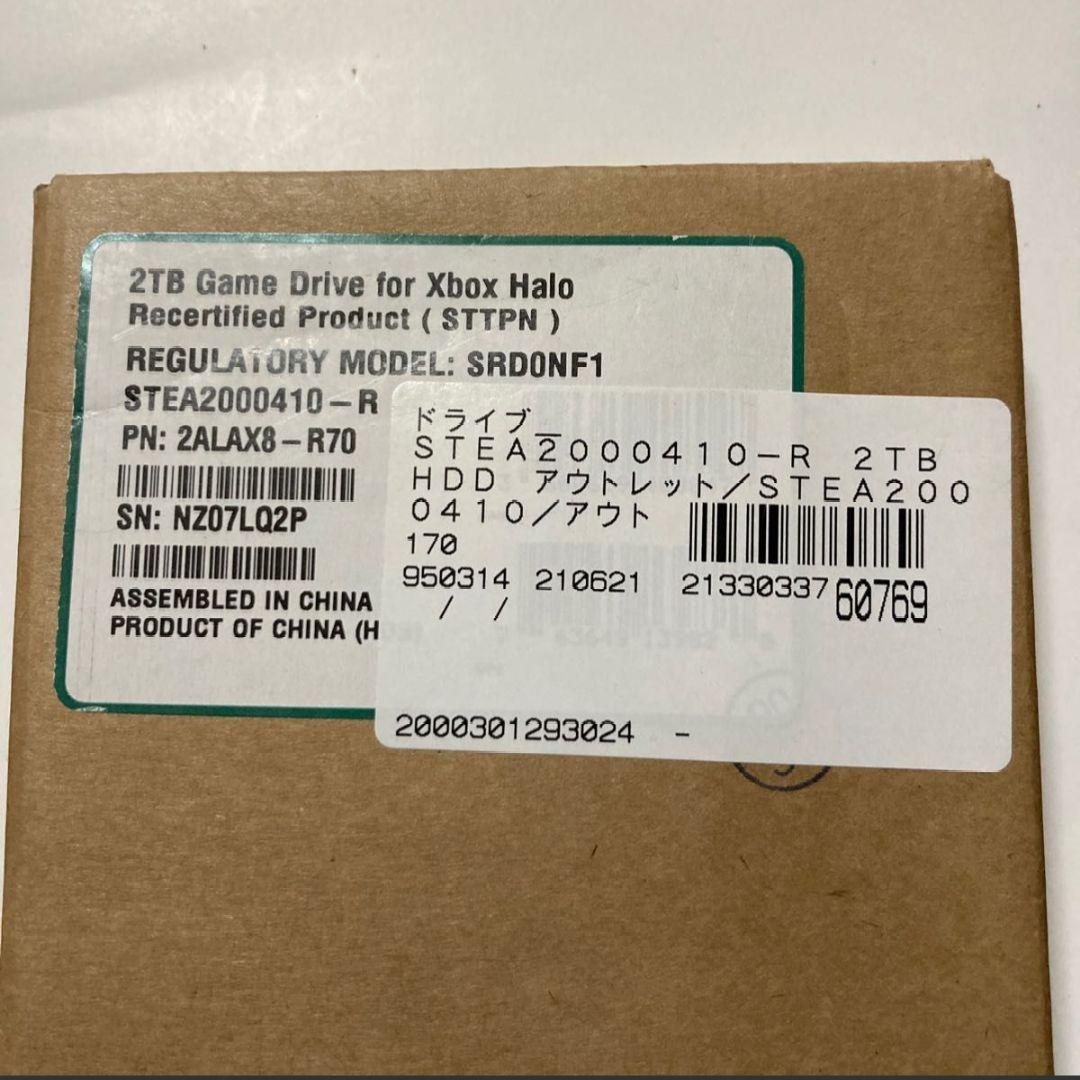 2TB Game Drive for Xbox Halo
Recertified Product ( STTPN )
REGULATORY MODEL: SRD0NF1
STEA2000410－R
PN: 2ALAX8－R70
SN: NZ07LQ2P
ASSEMBLED IN CHINA
PRODUCT OF CHINA (H
ドライブ_
STEA2000410－R 2TB
HDD アウトレット／STEA200
0410／アウト
170
950314 210621 21330337 60769
/ /
2000301293024 -